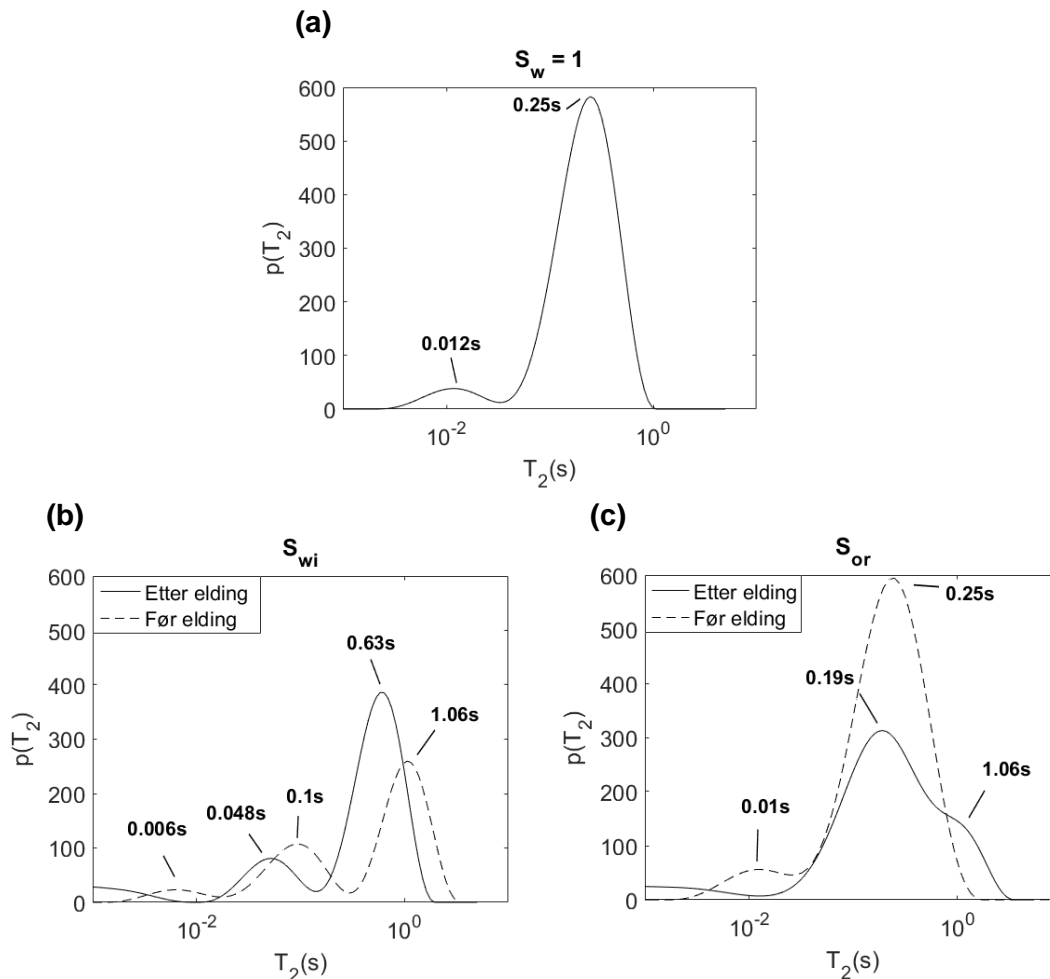 (a)
S_w = 1
600
500
400
300
200
100
0
p(T_2)
0.25s
0.012s
10^-2
10^0
T_2(s)
(b)
S_wi
600
500
400
300
200
100
0
p(T_2)
Etter elding
Før elding
0.63s
1.06s
0.1s
0.048s
0.006s
10^-2
10^0
T_2(s)
(c)
S_or
600
500
400
300
200
100
0
p(T_2)
Etter elding
Før elding
0.25s
0.19s
1.06s
0.01s
10^-2
10^0
T_2(s)